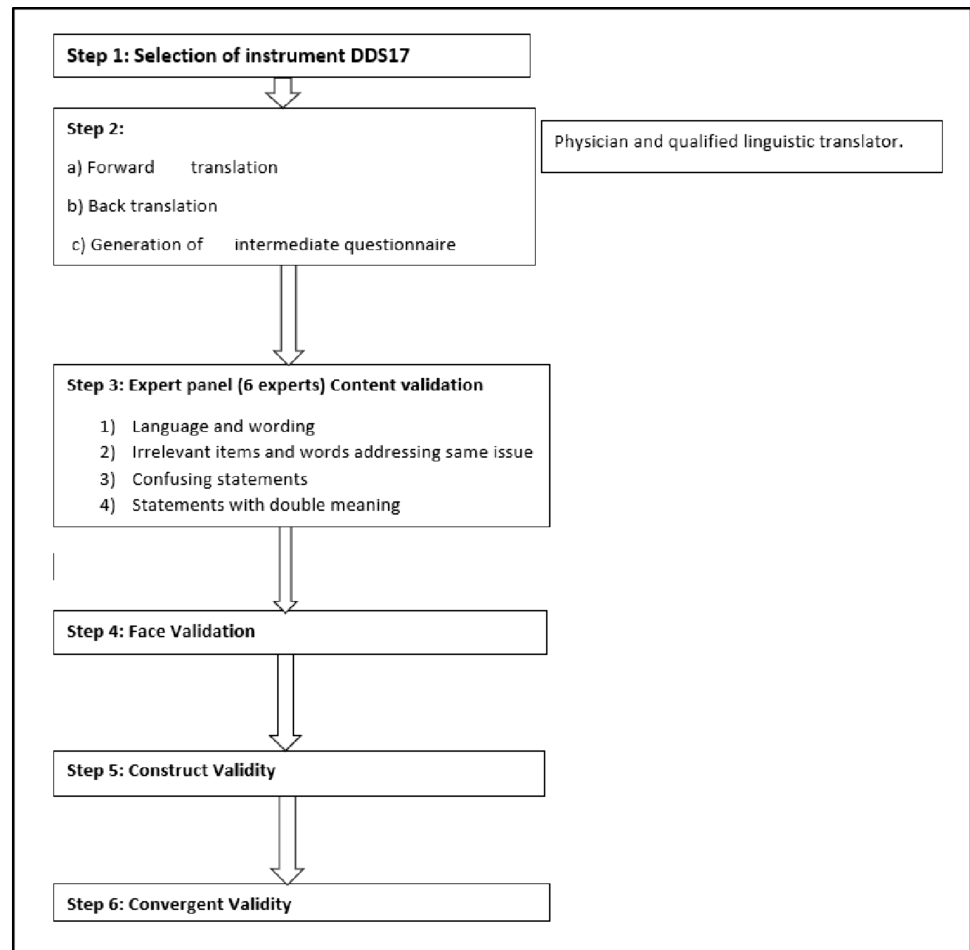 Step 1: Selection of instrument DDS17
Step 2:
Physician and qualified linguistic translator.
a) Forward translation
b) Back translation
c) Generation of intermediate questionnaire
Step 3: Expert panel (6 experts) Content validation
1) Language and wording
2) Irrelevant items and words addressing same issue
3) Confusing statements
4) Statements with double meaning
Step 4: Face Validation
Step 5: Construct Validity
Step 6: Convergent Validity